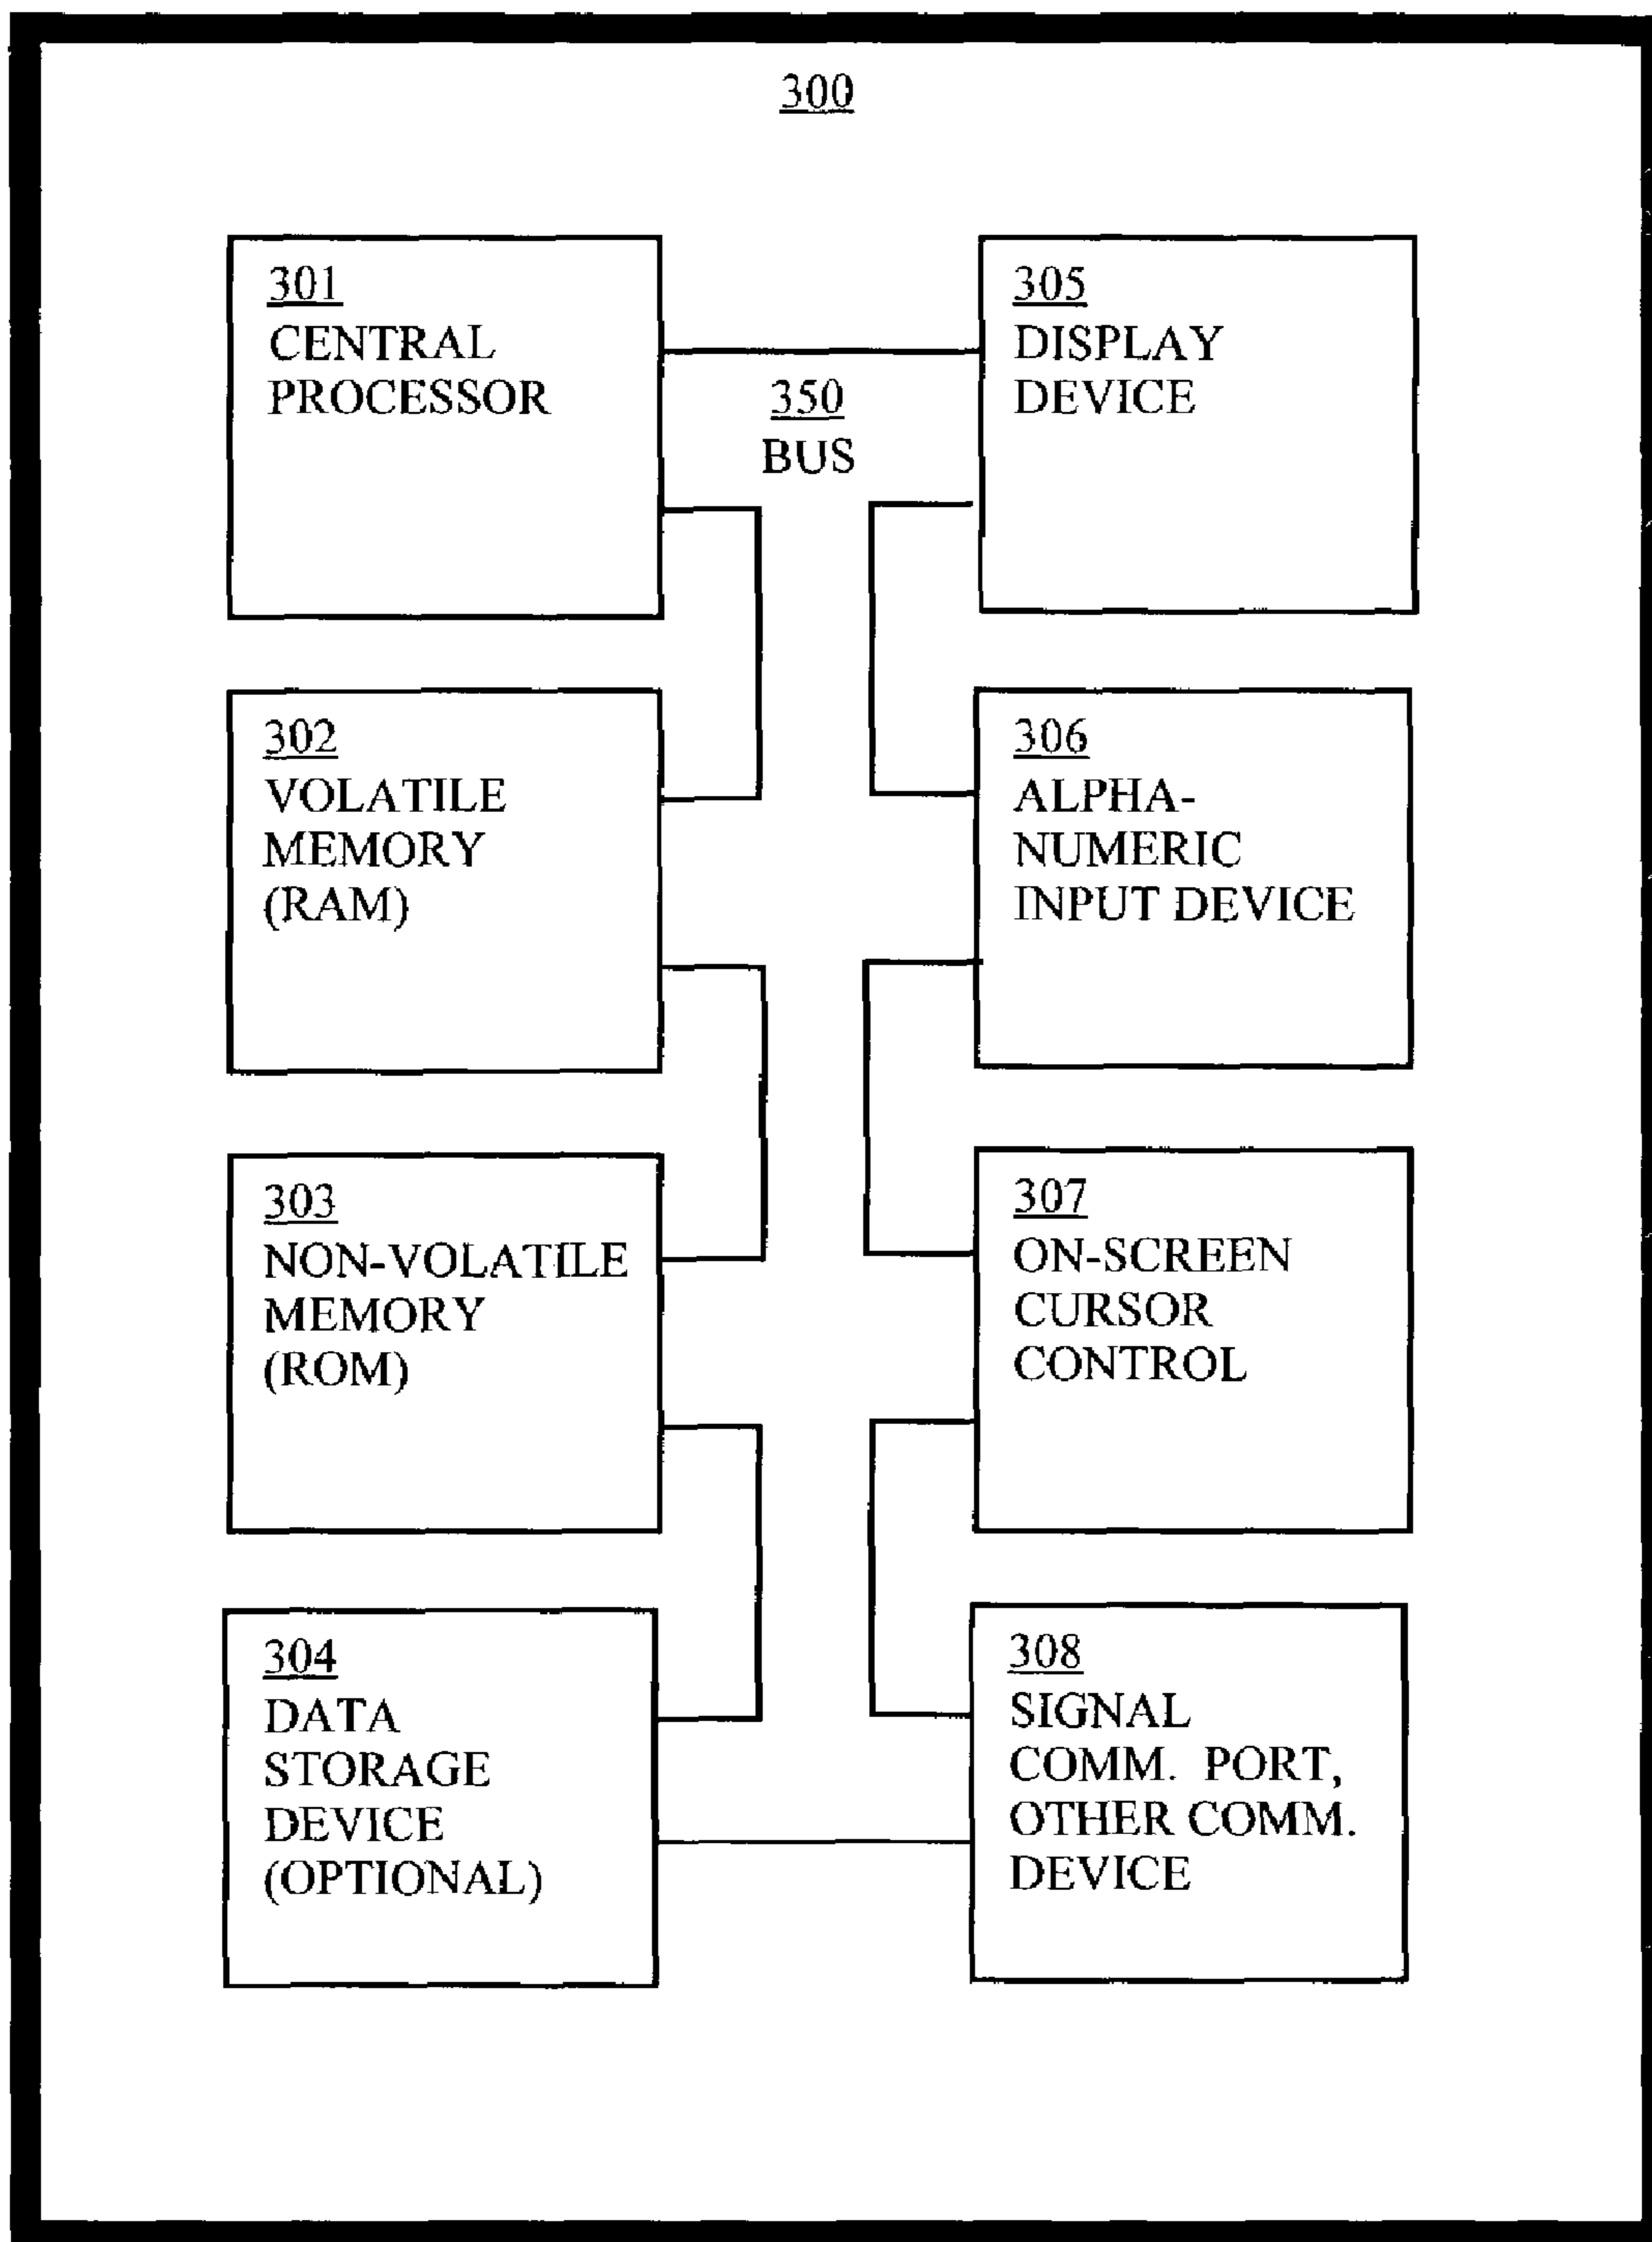 300
301
CENTRAL
PROCESSOR
305
DISPLAY
DEVICE
350
BUS
302
VOLATILE
MEMORY
(RAM)
306
ALPHA-
NUMERIC
INPUT DEVICE
303
NON-VOLATILE
MEMORY
(ROM)
307
ON-SCREEN
CURSOR
CONTROL
304
DATA
STORAGE
DEVICE
(OPTIONAL)
308
SIGNAL
COMM. PORT,
OTHER COMM.
DEVICE